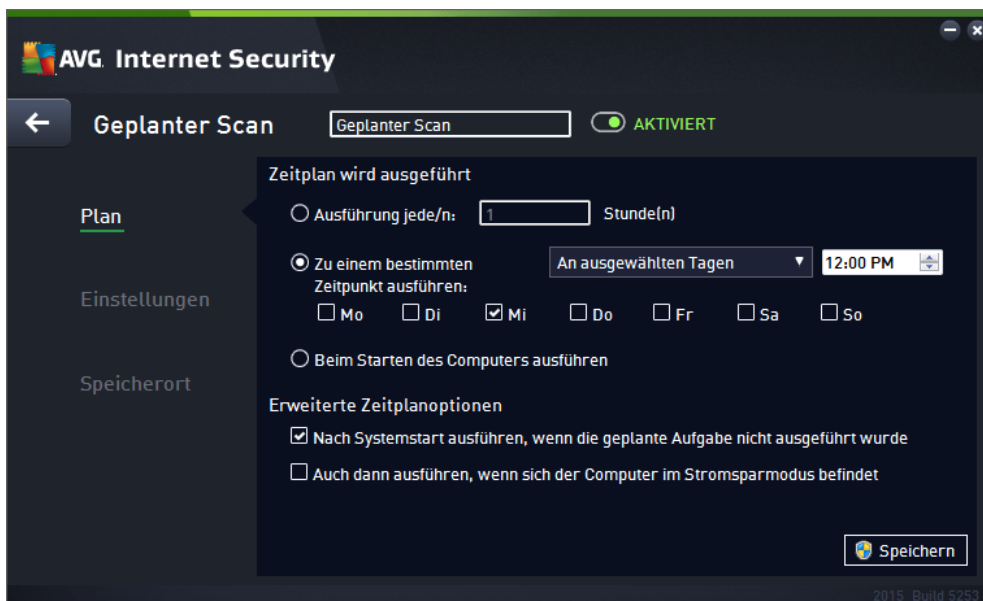 AVG. Internet Security
Geplanter Scan
Geplanter Scan
AKTIVIERT
Plan
Einstellungen
Speicherort
Zeitplan wird ausgeführt
Ausführung jede/n: 1 Stunde(n)
Zu einem bestimmten
Zeitpunkt ausführen:
An ausgewählten Tagen
12:00 PM
Mo Di Mi Do Fr Sa So
Beim Starten des Computers ausführen
Erweiterte Zeitplanoptionen
Nach Systemstart ausführen, wenn die geplante Aufgabe nicht ausgeführt wurde
Auch dann ausführen, wenn sich der Computer im Stromsparmodus befindet
Speichern
2015 Build 5253